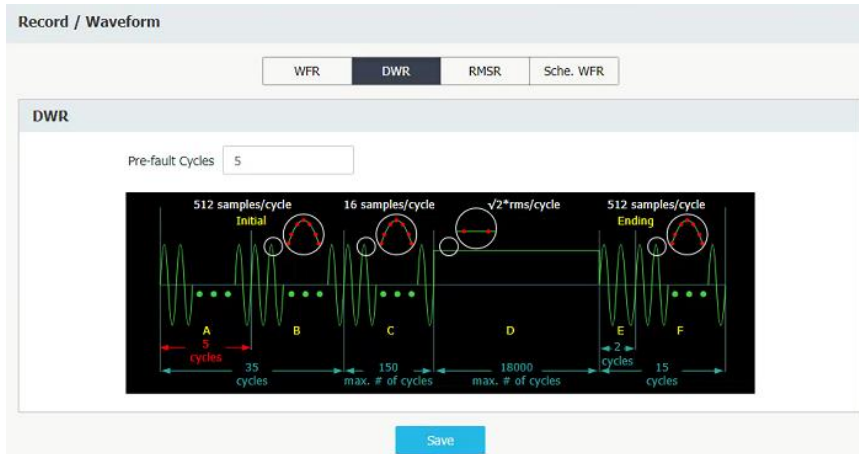 Record / Waveform
WFR DWR RMSR Sche. WFR
DWR
Pre-fault Cycles 5
512 samples/cycle 16 samples/cycle √2*rms/cycle 512 samples/cycle
Initial Ending
A B C D E F
5 cycles
2 cycles
35 cycles
150 max. # of cycles
18000 max. # of cycles
15 cycles
Save